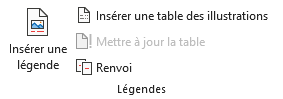 Insérer une
légende
Insérer une table des illustrations
Mettre à jour la table
Renvoi
Légendes